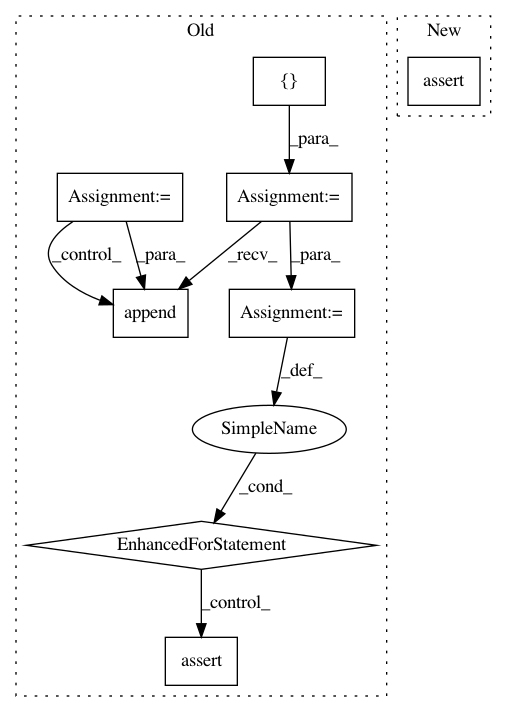 Old
New
{}
assert
_para_
Assignment:=
Assignment:=
_control_
_para_
_recv_
_para_
append
Assignment:=
_def_
SimpleName
_cond_
EnhancedForStatement
_control_
assert